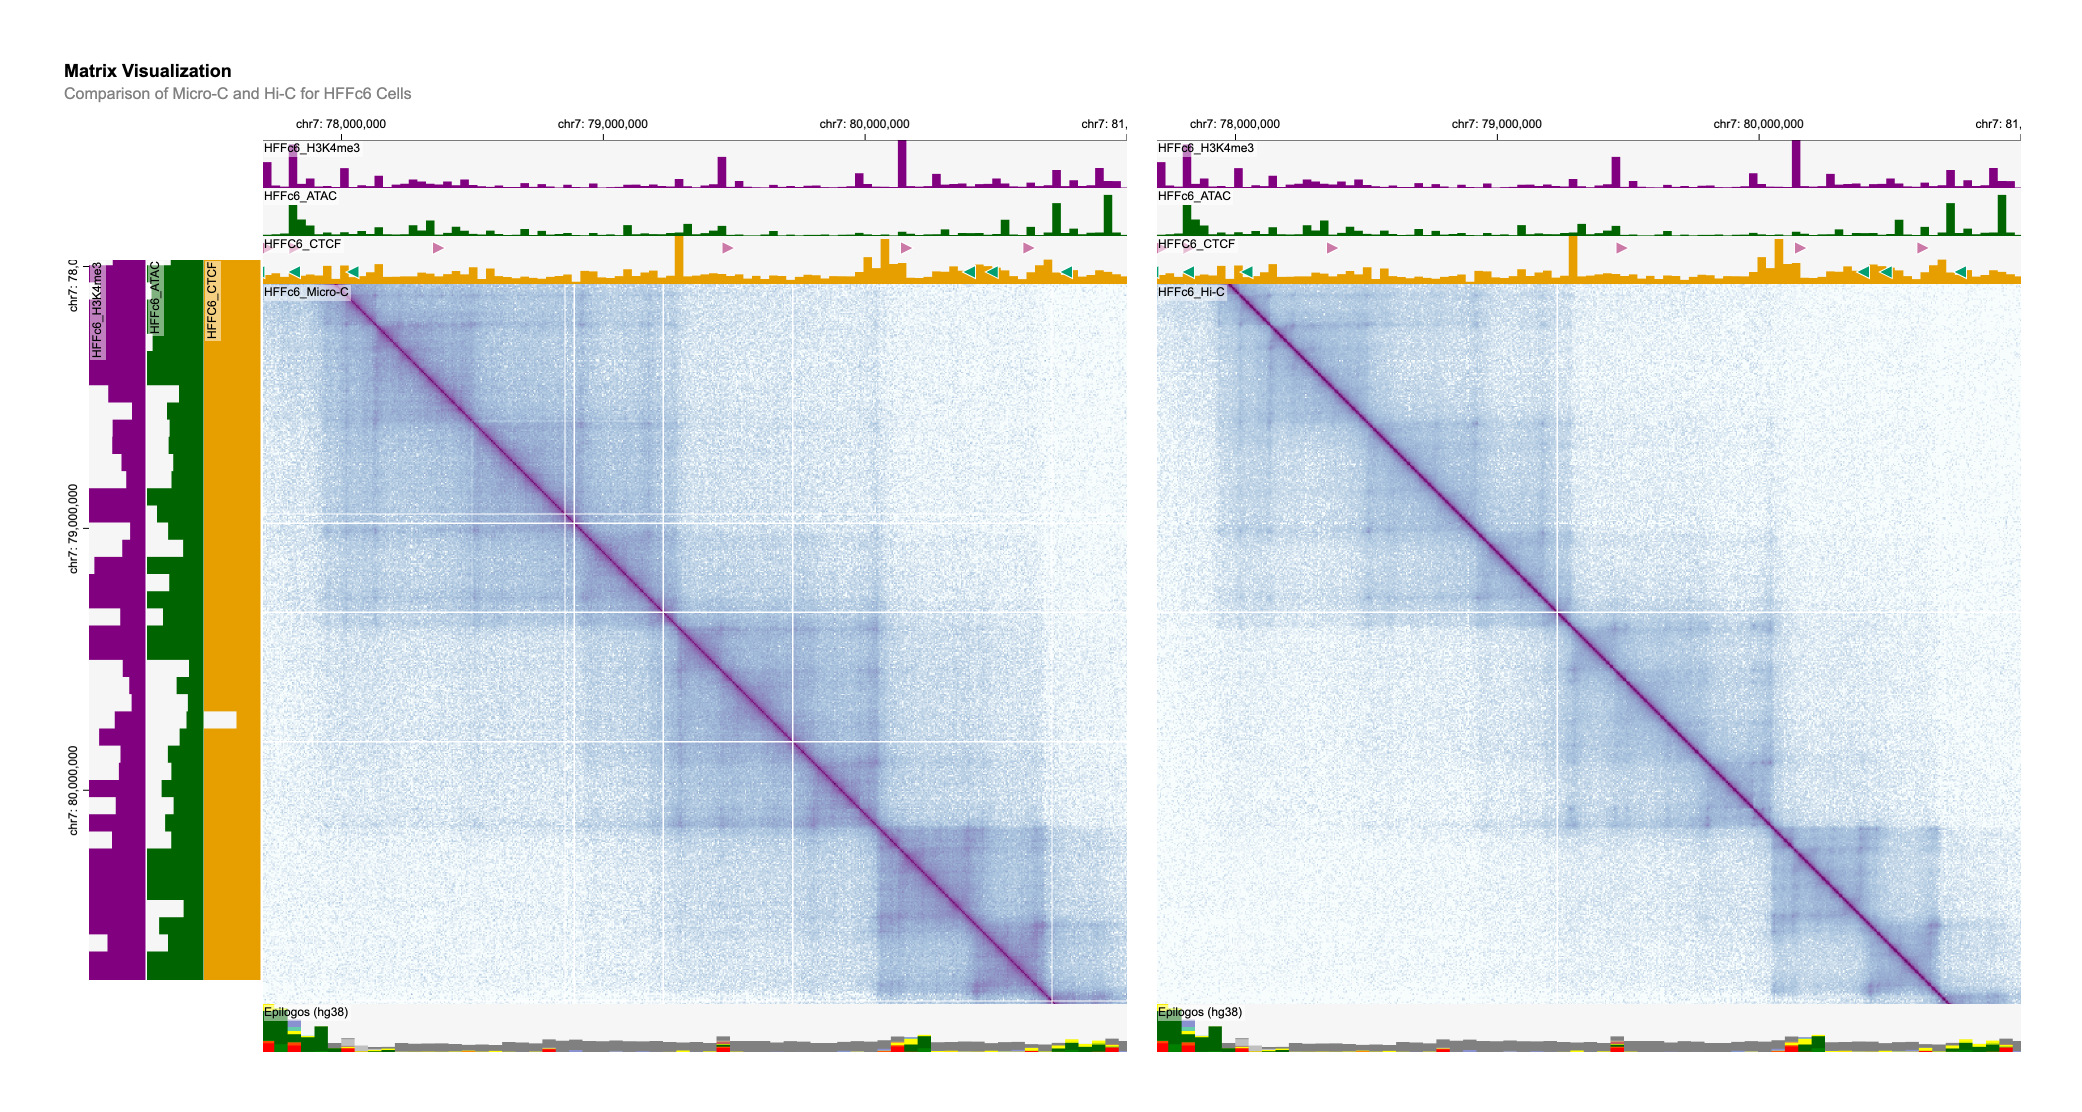 Matrix Visualization
Comparison of Micro-C and Hi-C for HFFc6 Cells
chr7: 78,000,000
chr7: 79,000,000
chr7: 80,000,000
chr7: 81,
chr7: 78,000,000
chr7: 79,000,000
chr7: 80,000,000
chr7: 81,
HFFc6_H3K4me3
HFFc6_H3K4me3
HFFc6_ATAC
HFFc6_ATAC
HFFC6_CTCF
HFFC6_CTCF
chr7: 78,0
chr7: 79,000,000
chr7: 80,000,000
HFFc6_H3K4me3
HFFc6_ATAC
HFFC6_CTCF
HFFc6_Micro-C
HFFc6_Hi-C
Epilogos (hg38)
Epilogos (hg38)